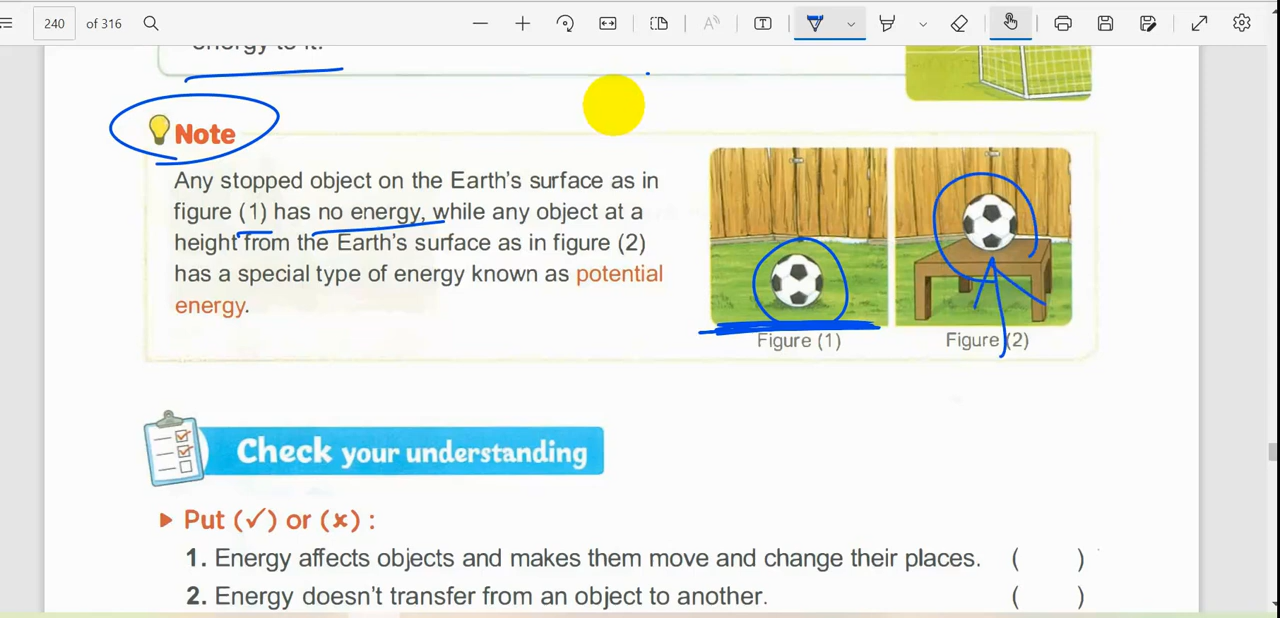 240 of 316
energy to it.
Note
Any stopped object on the Earth's surface as in
figure (1) has no energy, while any object at a
height from the Earth's surface as in figure (2)
has a special type of energy known as potential
energy.
Figure (1)
Figure (2)
Check your understanding
Put (✓) or (✗) :
1. Energy affects objects and makes them move and change their places. ( )
2. Energy doesn't transfer from an object to another. ( )